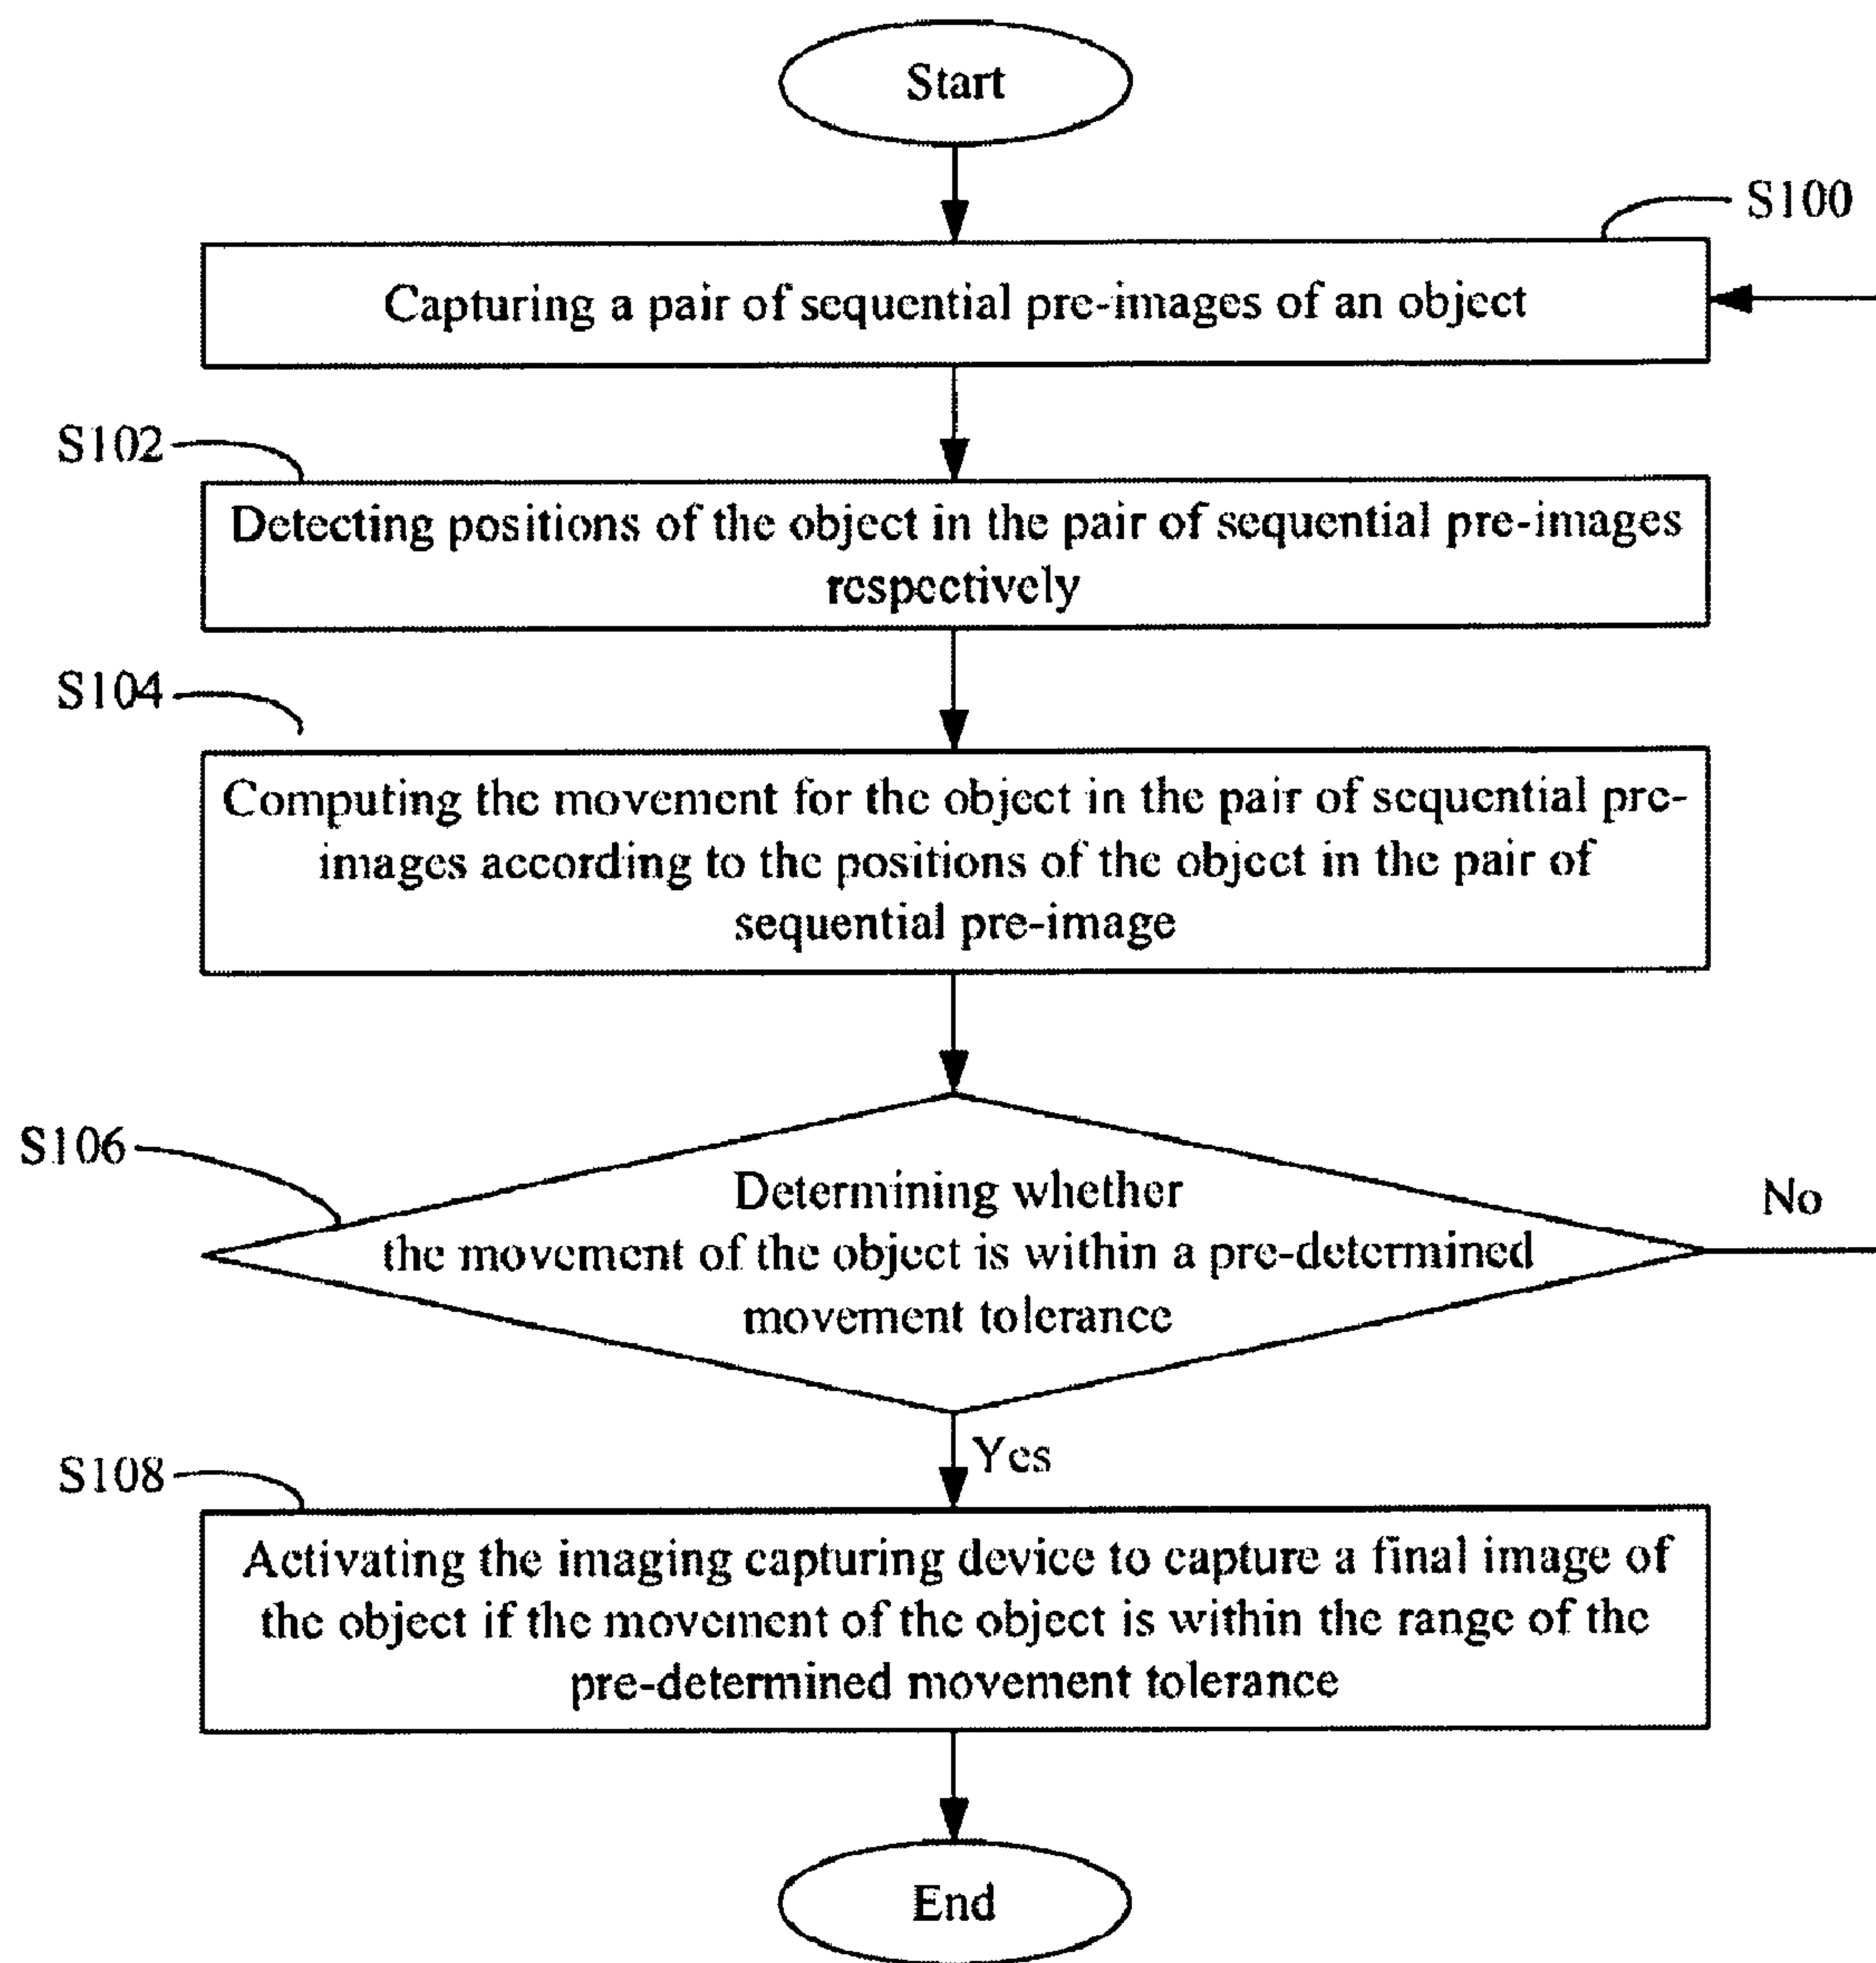 Start
S100
Capturing a pair of sequential pre-images of an object
S102
Detecting positions of the object in the pair of sequential pre-images
respectively
S104
Computing the movement for the object in the pair of sequential pre-
images according to the positions of the object in the pair of
sequential pre-image
S106
Determining whether
the movement of the object is within a pre-determined
movement tolerance
No
Yes
S108
Activating the imaging capturing device to capture a final image of
the object if the movement of the object is within the range of the
pre-determined movement tolerance
End